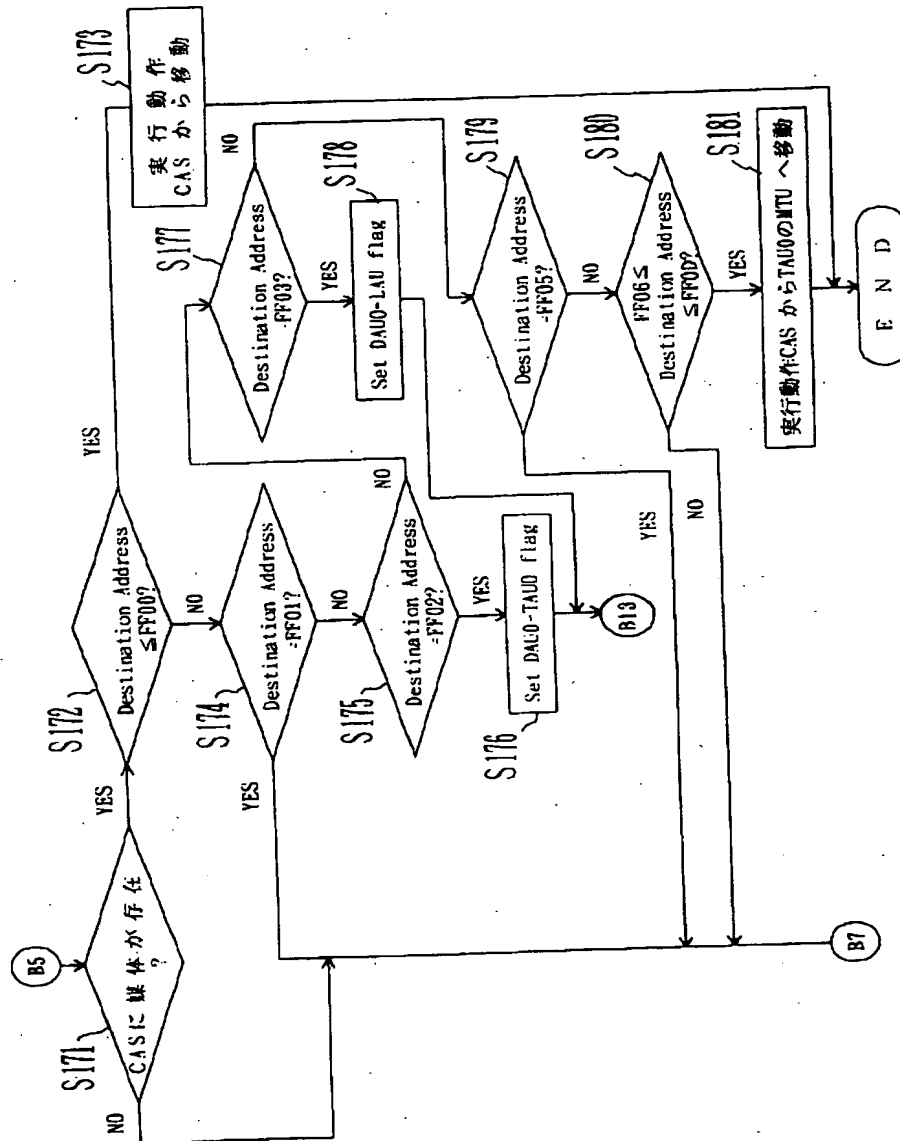 B5
S171
CASに 媒体が存在
?
NO
YES
S172
Destination Address
≦FF00?
YES
NO
S173
実 行 動 作
CAS から 移動
S174
Destination Address
=FF01?
YES
NO
S175
Destination Address
=FF02?
NO
YES
S176
Set DAU0-TAU0 flag
B13
S177
Destination Address
-FF03?
NO
YES
S178
Set DAU0-LAU flag
S179
Destination Address
=FF05?
YES
NO
S180
FF06≦
Destination Address
≦FF0D?
NO
YES
S181
実行動作CAS からTAU0のMTU へ移動
E N D
B7